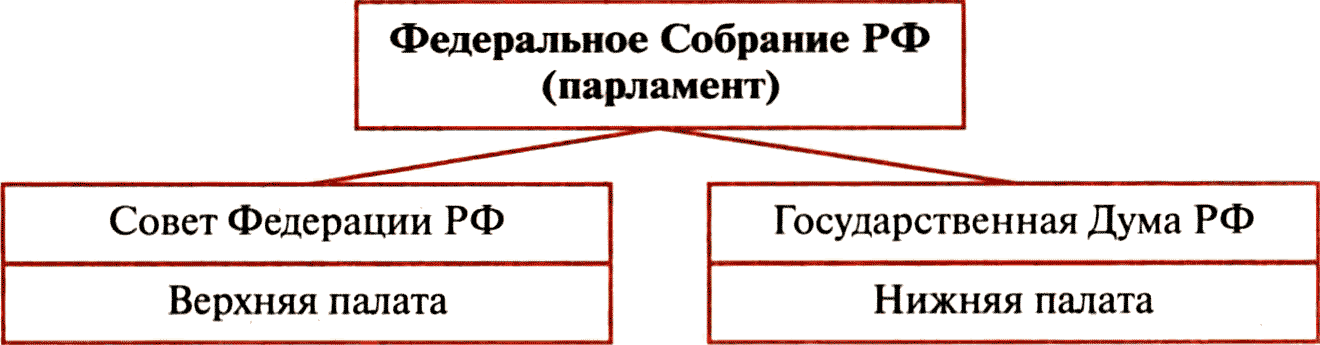 Федеральное Собрание РФ
(парламент)
Совет Федерации РФ
Верхняя палата
Государственная Дума РФ
Нижняя палата